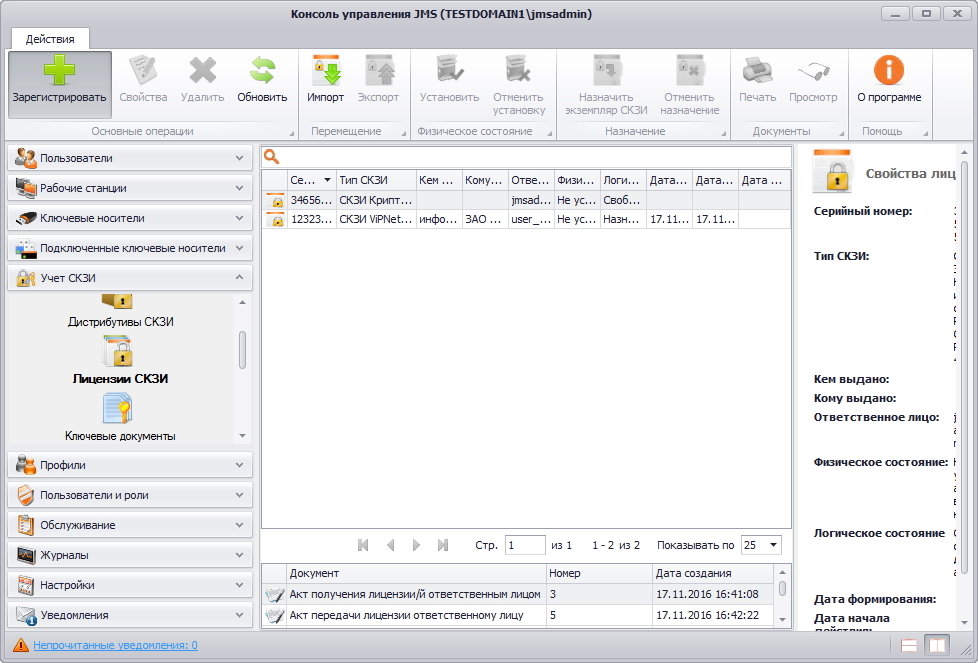 Консоль управления JMS (TESTDOMAIN1\jmsadmin)
Действия
Зарегистрировать Свойства Удалить Обновить Импорт Экспорт Установить Отменить установку Назначить экземпляр СКЗИ Отменить назначение Печать Просмотр О программе
Основные операции Перемещение Физическое состояние Назначение Документы Помощь
Пользователи
Рабочие станции
Ключевые носители
Подключенные ключевые носители
Учет СКЗИ
Дистрибутивы СКЗИ
Лицензии СКЗИ
Ключевые документы
Профили
Пользователи и роли
Обслуживание
Журналы
Настройки
Уведомления
Се... Тип СКЗИ Кем ... Кому... Отве... Физи... Логи... Дата... Дата... Дата ...
34656... СКЗИ Крипт... jmsad... Не ус... Своб...
12323... СКЗИ ViPNet... инфо... ЗАО ... user_... Не ус... Назн... 17.11... 17.11...
Стр. 1 из 1 1 - 2 из 2 Показывать по 25
Документ Номер Дата создания
Акт получения лицензии/й ответственным лицом 3 17.11.2016 16:41:08
Акт передачи лицензии ответственному лицу 5 17.11.2016 16:42:22
Свойства лиц
Серийный номер:
Тип СКЗИ:
Кем выдано:
Кому выдано:
Ответственное лицо:
Физическое состояние:
Логическое состояние
Дата формирования:
Дата начала
действия:
Непрочитанные уведомления: 0